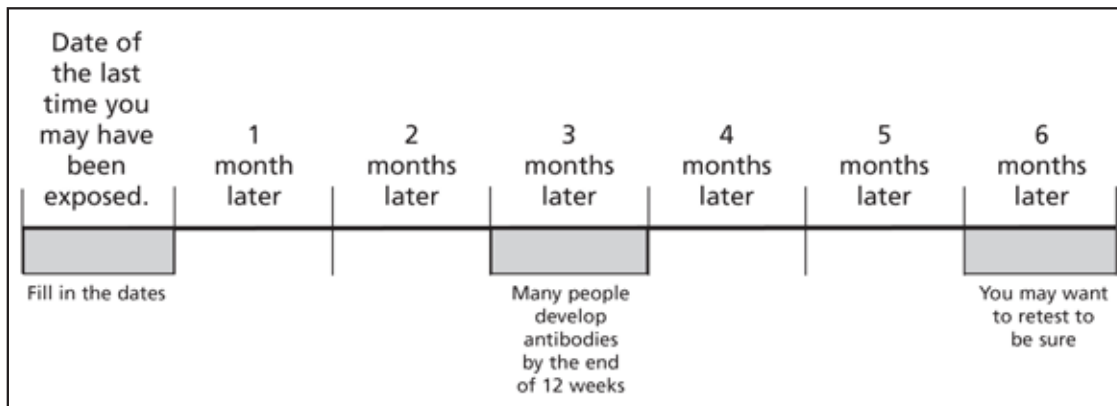 Date of
the last
time you
may have
been
exposed.
1
month
later
2
months
later
3
months
later
4
months
later
5
months
later
6
months
later
Fill in the dates
Many people
develop
antibodies
by the end
of 12 weeks
You may want
to retest to
be sure